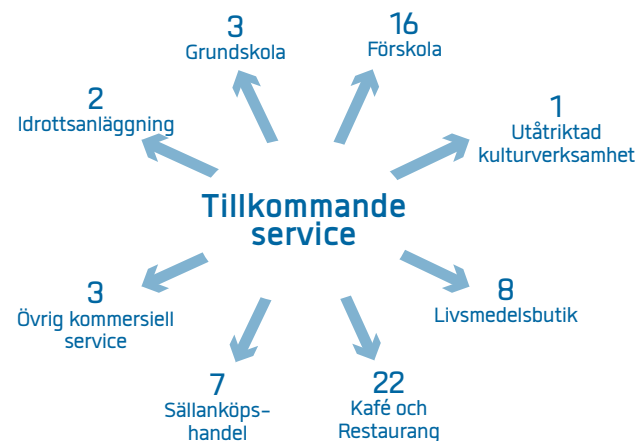 3
Grundskola
16
Förskola
2
Idrottsanläggning
1
Utåtriktad
kulturverksamhet
Tillkommande
service
3
Övrig kommersiell
service
8
Livsmedelsbutik
7
Sällanköps-
handel
22
Kafé och
Restaurang